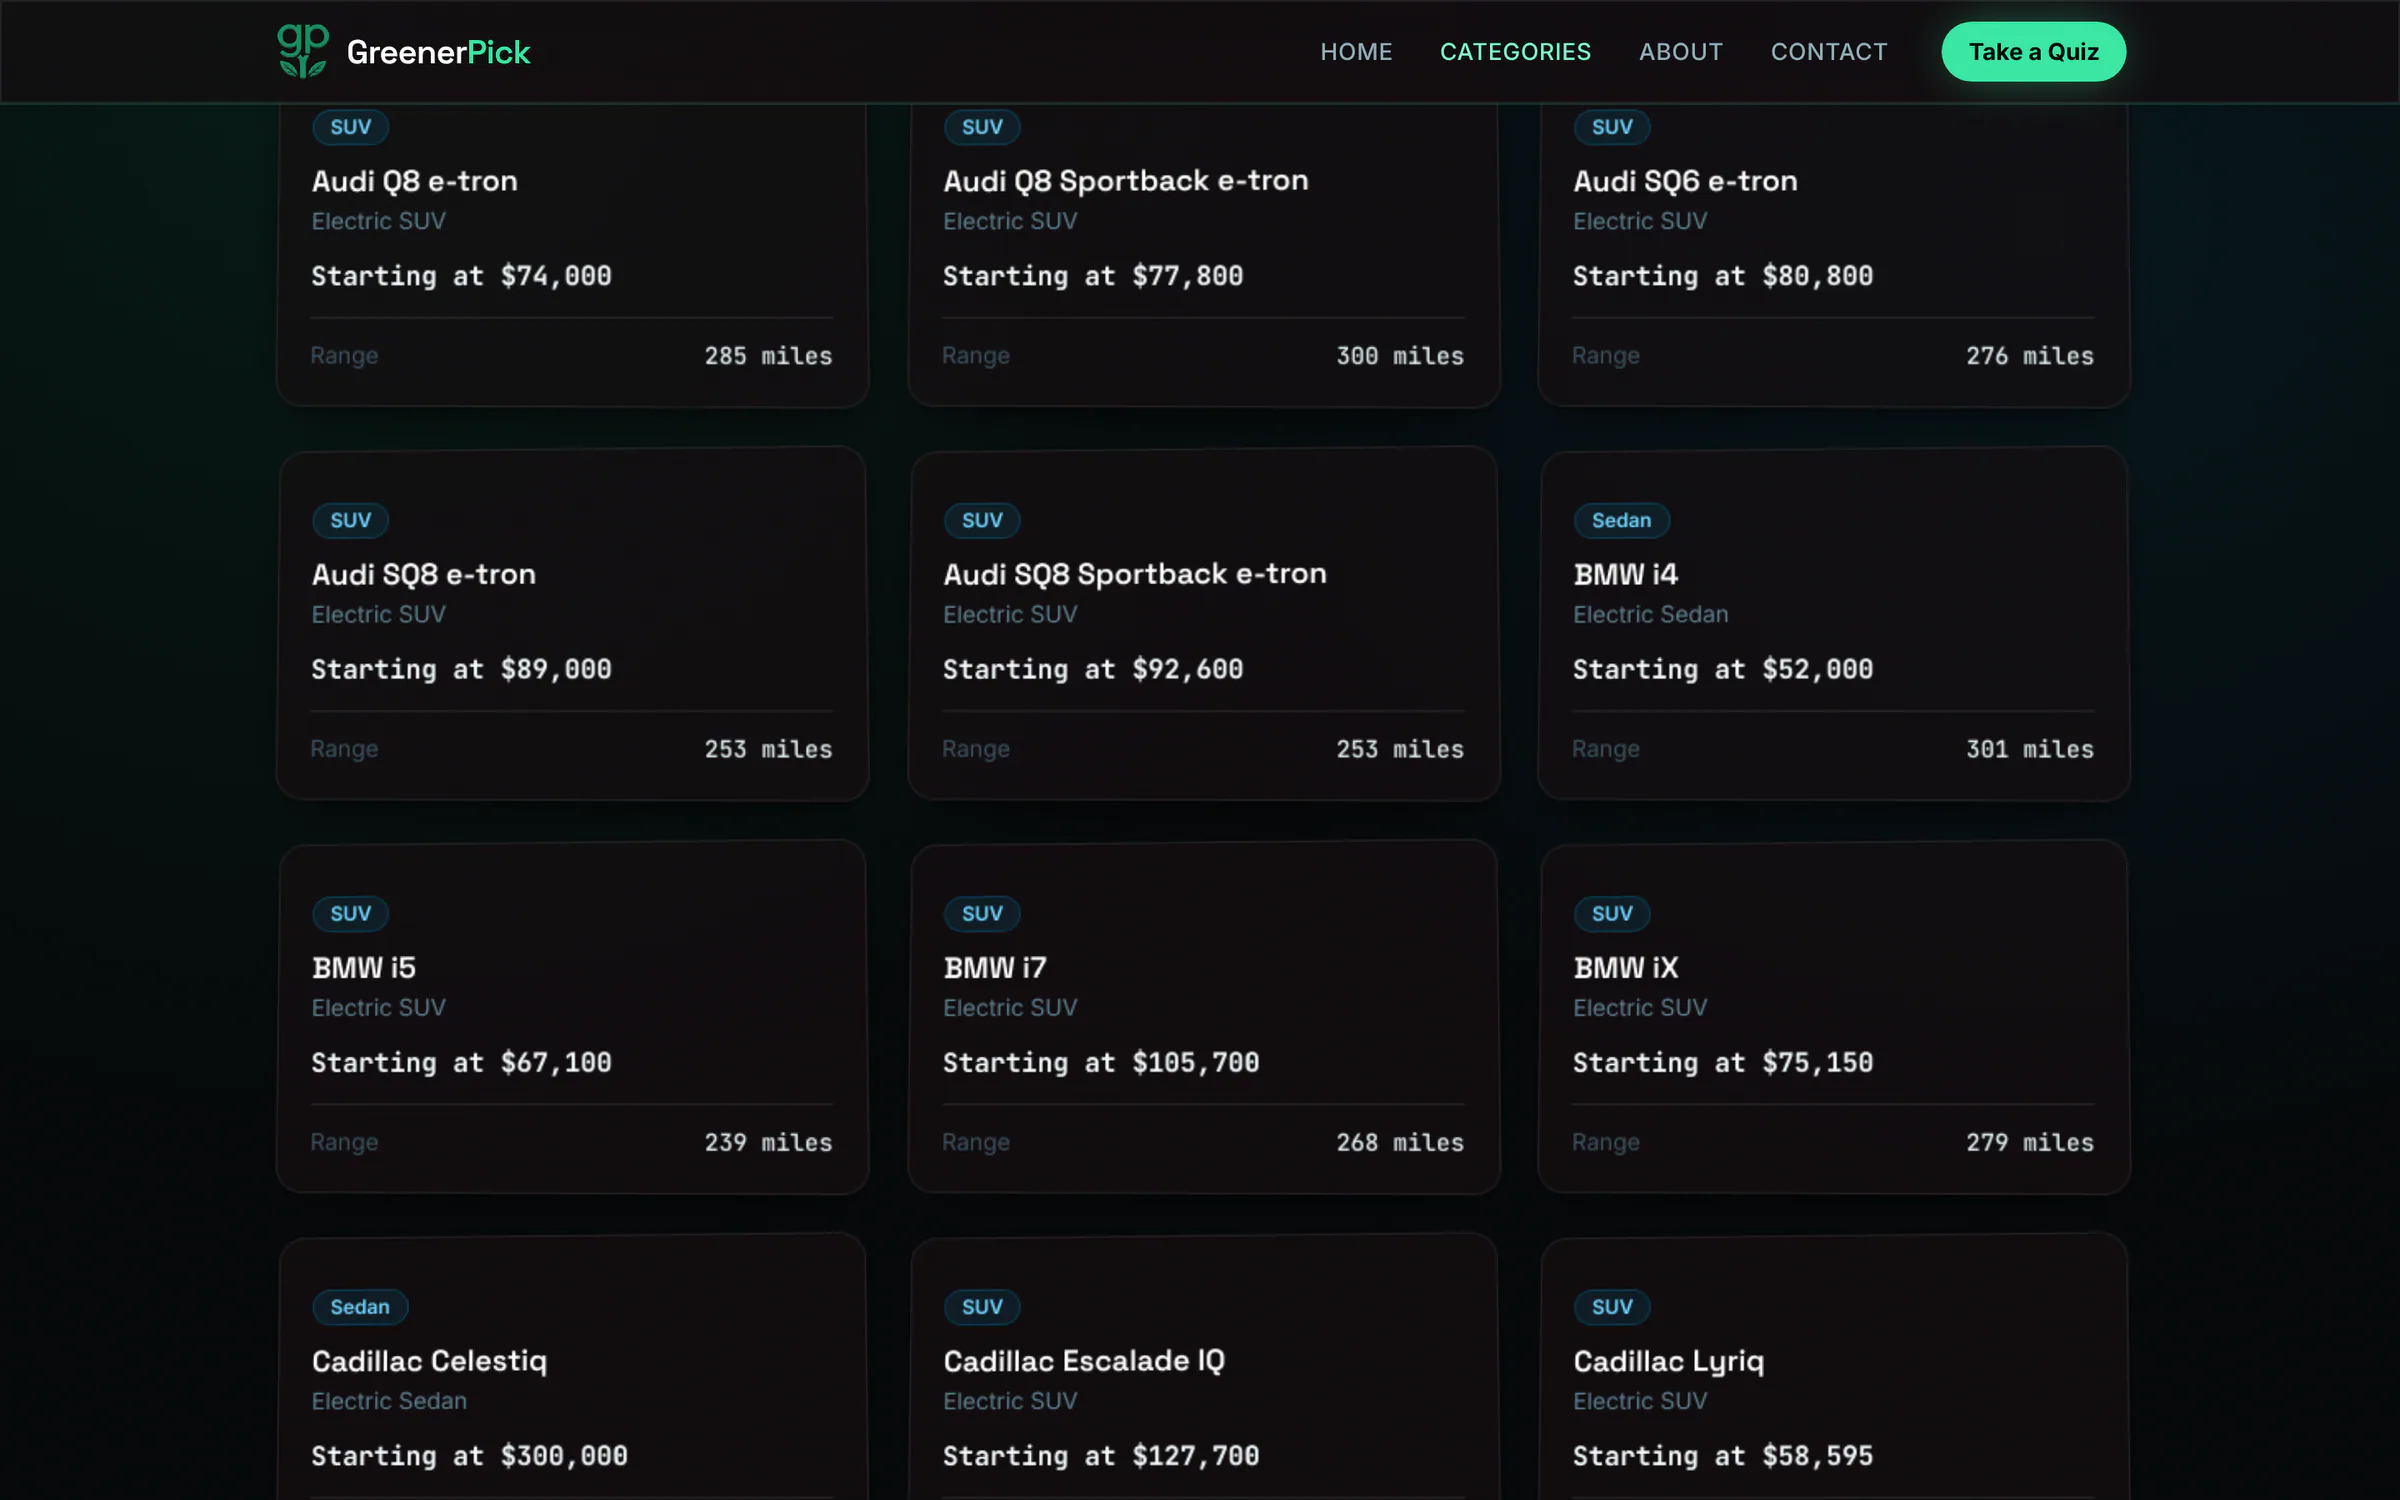 gp GreenerPick HOME CATEGORIES ABOUT CONTACT Take a Quiz
SUV
Audi Q8 e-tron
Electric SUV
Starting at $74,000
Range 285 miles
SUV
Audi Q8 Sportback e-tron
Electric SUV
Starting at $77,800
Range 300 miles
SUV
Audi SQ6 e-tron
Electric SUV
Starting at $80,800
Range 276 miles
SUV
Audi SQ8 e-tron
Electric SUV
Starting at $89,000
Range 253 miles
SUV
Audi SQ8 Sportback e-tron
Electric SUV
Starting at $92,600
Range 253 miles
Sedan
BMW i4
Electric Sedan
Starting at $52,000
Range 301 miles
SUV
BMW i5
Electric SUV
Starting at $67,100
Range 239 miles
SUV
BMW i7
Electric SUV
Starting at $105,700
Range 268 miles
SUV
BMW iX
Electric SUV
Starting at $75,150
Range 279 miles
Sedan
Cadillac Celestiq
Electric Sedan
Starting at $300,000
SUV
Cadillac Escalade IQ
Electric SUV
Starting at $127,700
SUV
Cadillac Lyriq
Electric SUV
Starting at $58,595